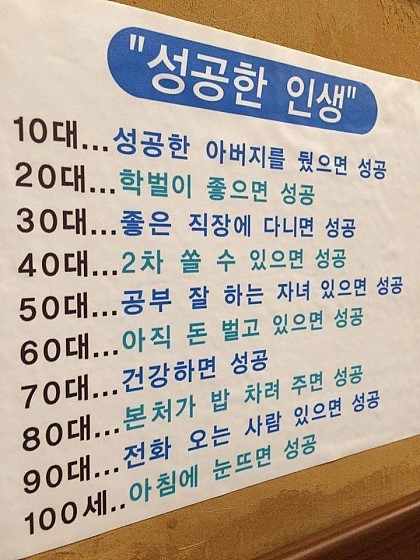 "성공한 인생"
10대...성공한 아버지를 뒀으면 성공
20대...학벌이 좋으면 성공
30대...좋은 직장에 다니면 성공
40대...2차 쏠 수 있으면 성공
50대...공부 잘 하는 자녀 있으면 성공
60대...아직 돈 벌고 있으면 성공
70대...건강하면 성공
80대...본처가 밥 차려 주면 성공
90대...전화 오는 사람 있으면 성공
100세..아침에 눈뜨면 성공